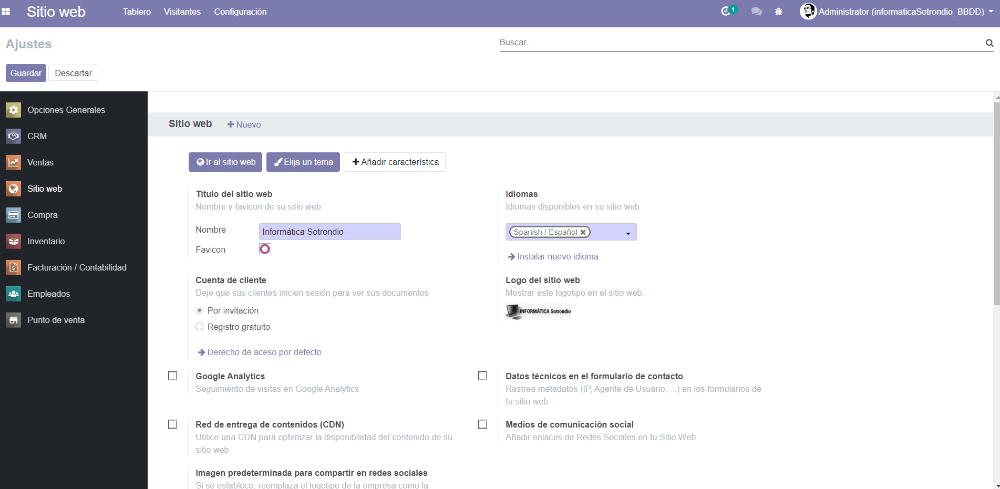 Sitio web
Tablero
Visitantes
Configuración
1
Administrator (informaticaSotrondio_BBDD)
Ajustes
Buscar...
Guardar
Descartar
Opciones Generales
CRM
Ventas
Sitio web
Compra
Inventario
Facturación / Contabilidad
Empleados
Punto de venta
Sitio web
Nuevo
Ir al sitio web
Elija un tema
Añadir característica
Título del sitio web
Nombre y favicon de su sitio web
Nombre
Informática Sotrondio
Favicon
Idiomas
Idiomas disponibles en su sitio web
Spanish / Español
Instalar nuevo idioma
Cuenta de cliente
Deje que sus clientes inicien sesión para ver sus documentos
Por invitación
Registro gratuito
Derecho de aceso por defecto
Logo del sitio web
Mostrar este logotipo en el sitio web.
INFORMÁTICA Sotrondio
Google Analytics
Seguimiento de visitas en Google Analytics
Datos técnicos en el formulario de contacto
Rastrea metadatos (IP, Agente de Usuario, ...) en los formularios de
tu sitio web
Red de entrega de contenidos (CDN)
Utilice una CDN para optimizar la disponibilidad del contenido de su
sitio web
Medios de comunicación social
Añadir enlaces de Redes Sociales en tu Sitio Web
Imagen predeterminada para compartir en redes sociales
Si se establece, reemplaza el logotipo de la empresa como la